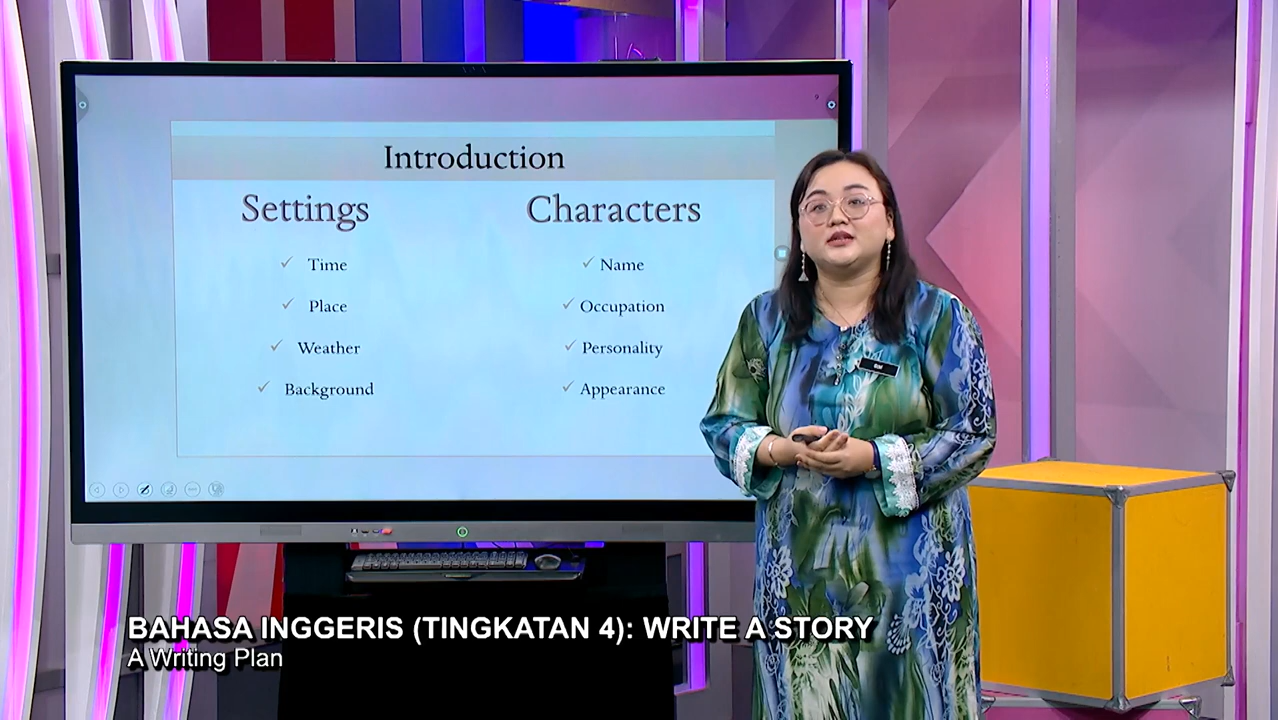 9
Introduction
Settings
Characters
Time
Name
Place
Occupation
Weather
Personality
Background
Appearance
BAHASA INGGERIS (TINGKATAN 4): WRITE A STORY
A Writing Plan